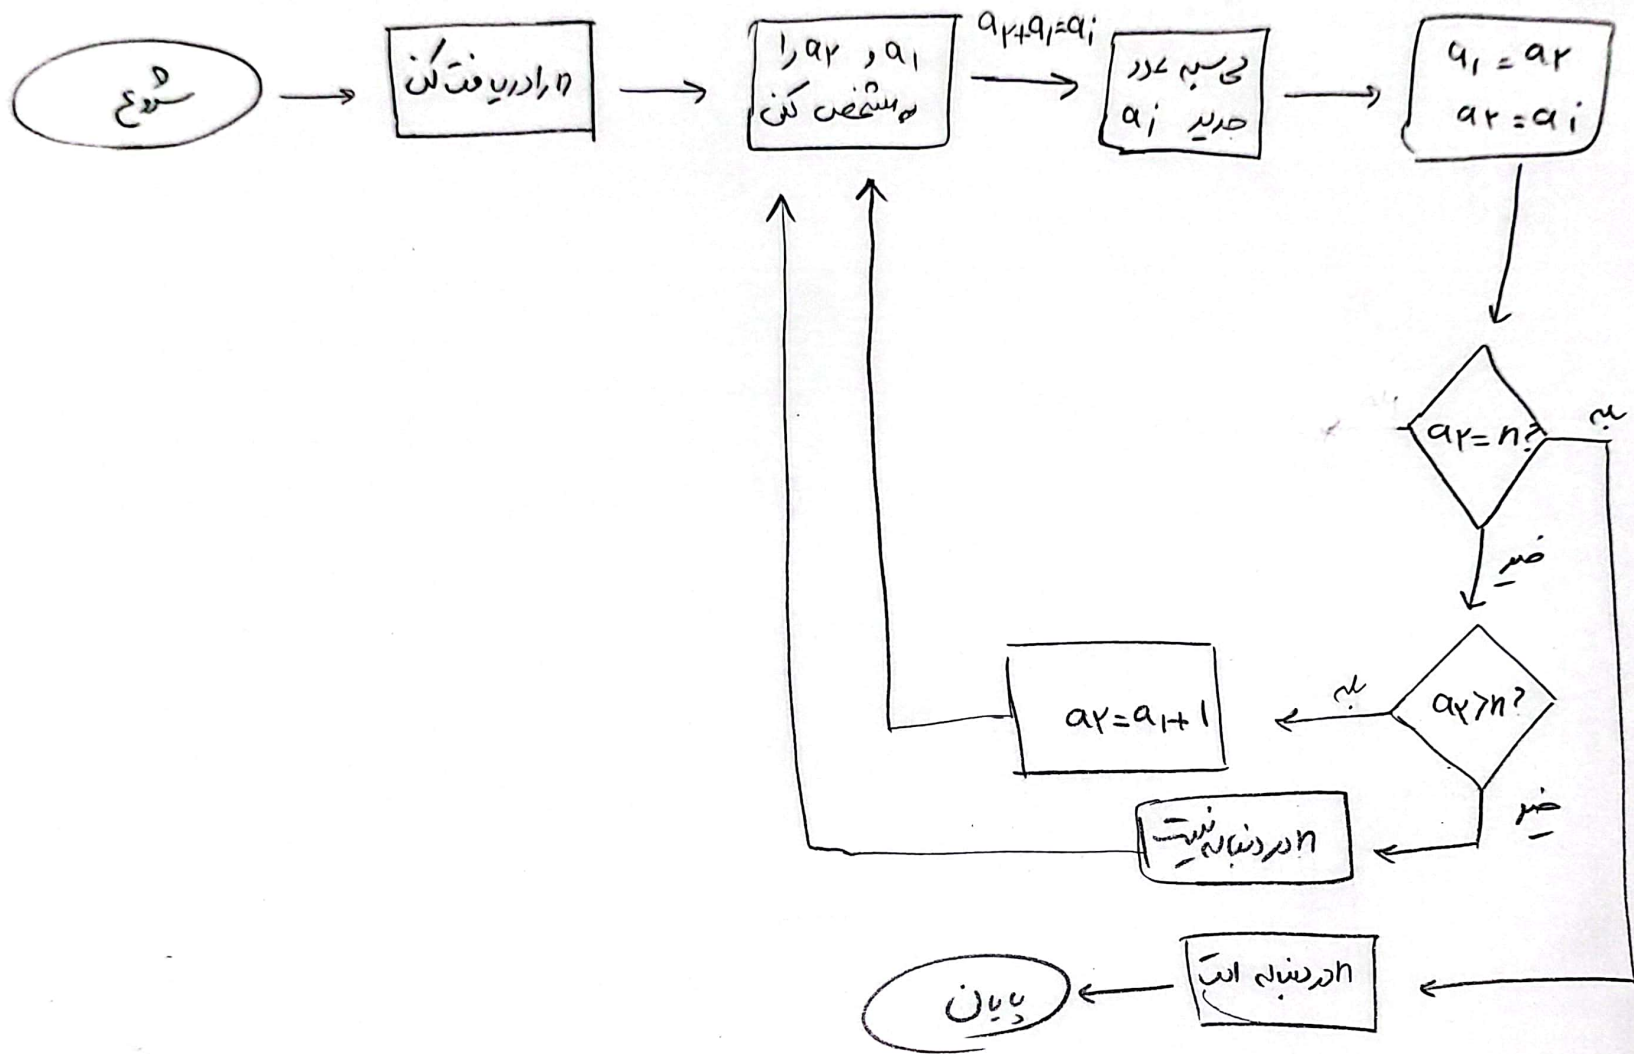 شروع
n را دریافت کن
a۱ و a۲ را
مشخص کن
a۲+a۱=ai
محاسبه عدد
جدید ai
a۱ = a۲
a۲ = ai
a۲=n?
بله
خیر
a۲>n?
بله
a۲=a۱+۱
خیر
n در دنباله نیست
n در دنباله است
پایان